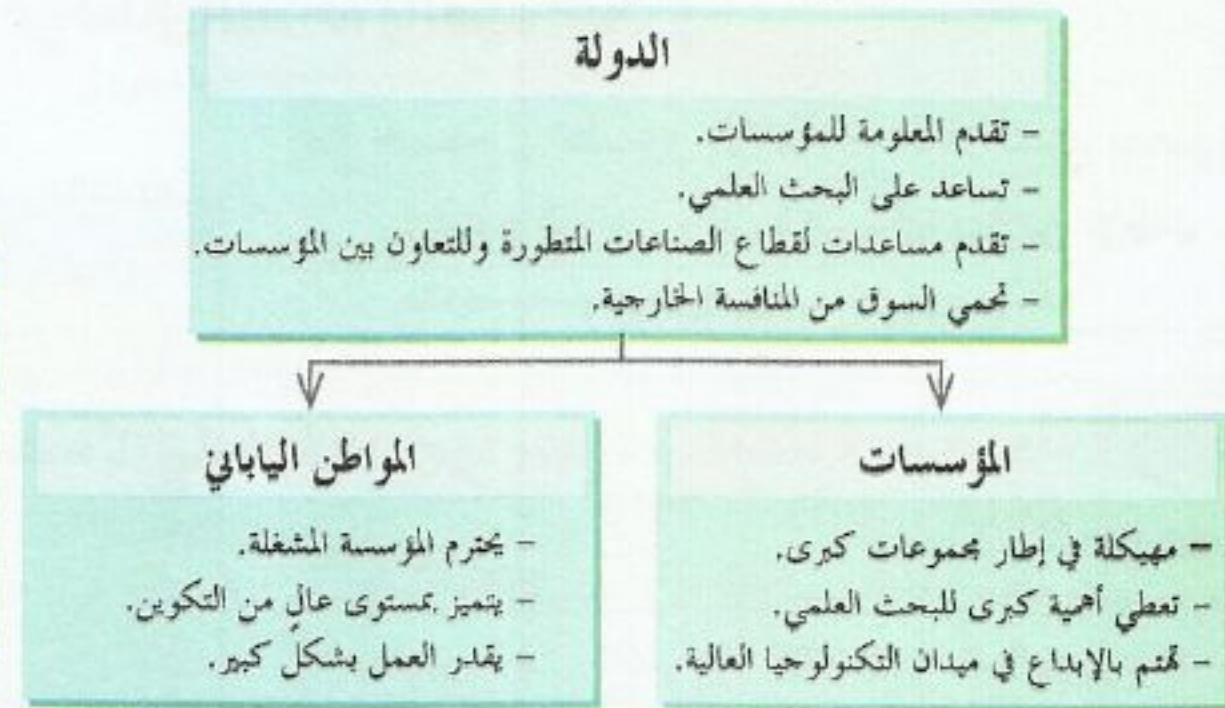 الدولة
- تقدم المعلومة للمؤسسات.
- تساعد على البحث العلمي.
- تقدم مساعدات لقطاع الصناعات المتطورة وللتعاون بين المؤسسات.
- تحمي السوق من المنافسة الخارجية.
المؤسسات
- مهيكلة في إطار مجموعات كبرى.
- تعطي أهمية كبرى للبحث العلمي.
- تهتم بالإبداع في ميدان التكنولوجيا العالية.
المواطن الياباني
- يحترم المؤسسة المشغلة.
- يتميز بمستوى عالٍ من التكوين.
- يقدر العمل بشكل كبير.